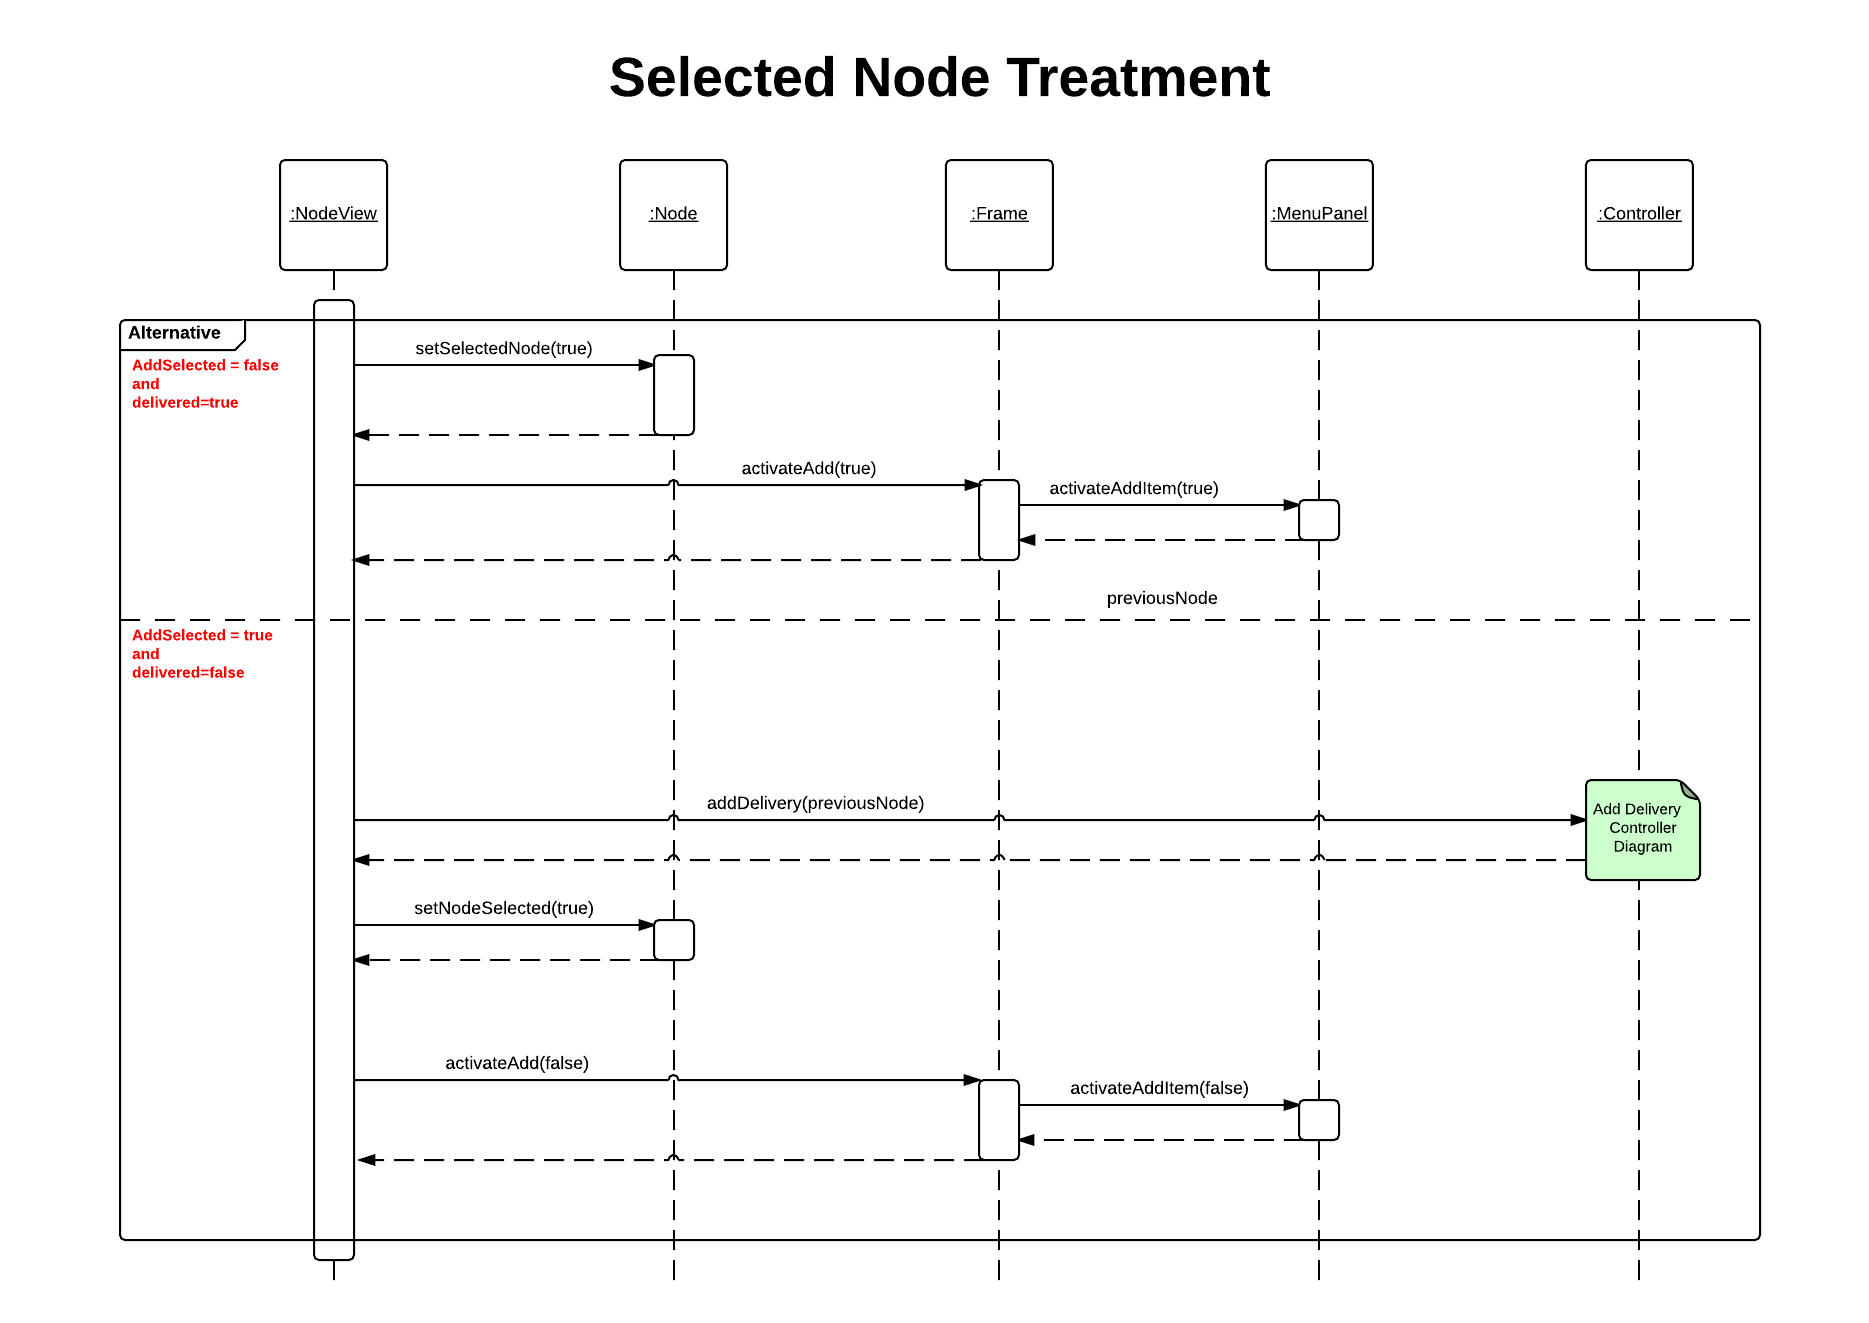 Selected Node Treatment
:NodeView
:Node
:Frame
:MenuPanel
:Controller
Alternative
AddSelected = false
and
delivered=true
setSelectedNode(true)
activateAdd(true)
activateAddItem(true)
previousNode
AddSelected = true
and
delivered=false
addDelivery(previousNode)
Add Delivery
Controller
Diagram
setNodeSelected(true)
activateAdd(false)
activateAddItem(false)